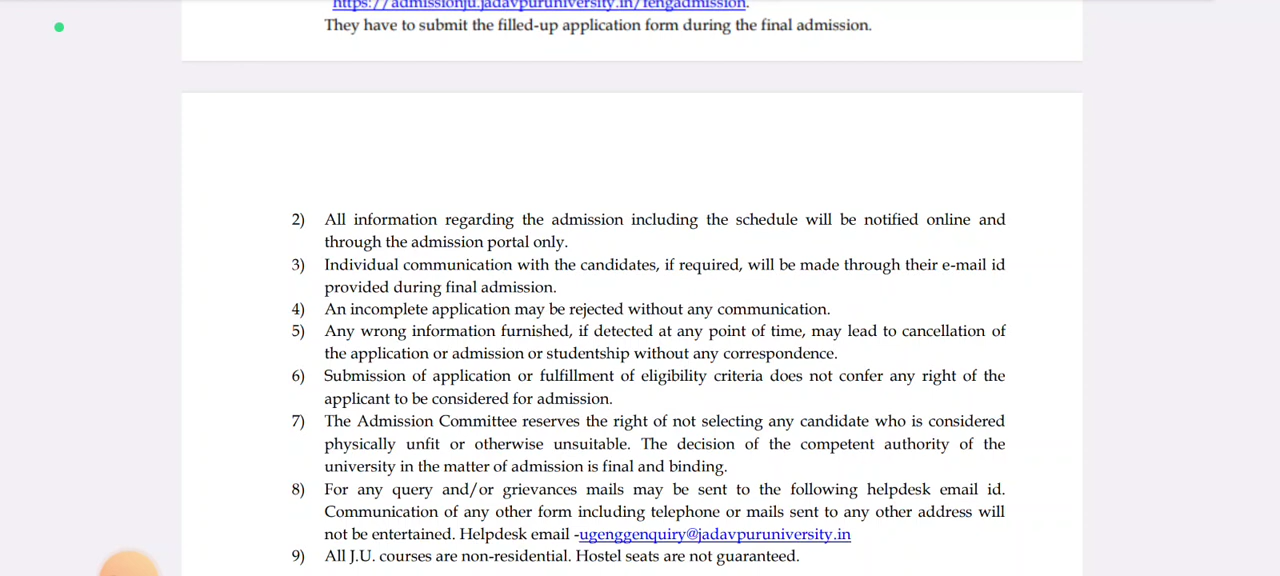 https://admissionju.jadavpuruniversity.in/fengadmission.
They have to submit the filled-up application form during the final admission.
2) All information regarding the admission including the schedule will be notified online and
through the admission portal only.
3) Individual communication with the candidates, if required, will be made through their e-mail id
provided during final admission.
4) An incomplete application may be rejected without any communication.
5) Any wrong information furnished, if detected at any point of time, may lead to cancellation of
the application or admission or studentship without any correspondence.
6) Submission of application or fulfillment of eligibility criteria does not confer any right of the
applicant to be considered for admission.
7) The Admission Committee reserves the right of not selecting any candidate who is considered
physically unfit or otherwise unsuitable. The decision of the competent authority of the
university in the matter of admission is final and binding.
8) For any query and/or grievances mails may be sent to the following helpdesk email id.
Communication of any other form including telephone or mails sent to any other address will
not be entertained. Helpdesk email -ugenggenquiry@jadavpuruniversity.in
9) All J.U. courses are non-residential. Hostel seats are not guaranteed.